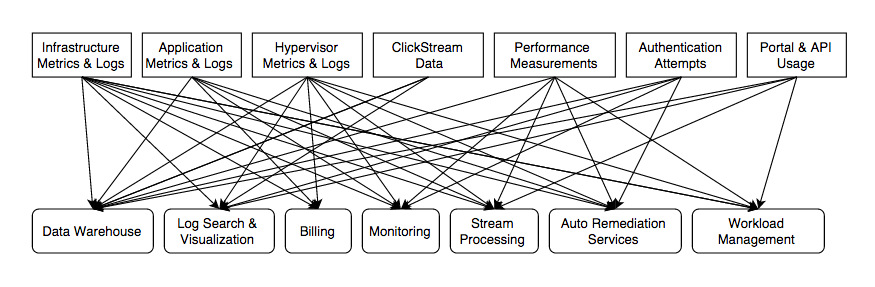 Infrastructure
Metrics & Logs
Application
Metrics & Logs
Hypervisor
Metrics & Logs
ClickStream
Data
Performance
Measurements
Authentication
Attempts
Portal & API
Usage
Data Warehouse
Log Search &
Visualization
Billing
Monitoring
Stream
Processing
Auto Remediation
Services
Workload
Management